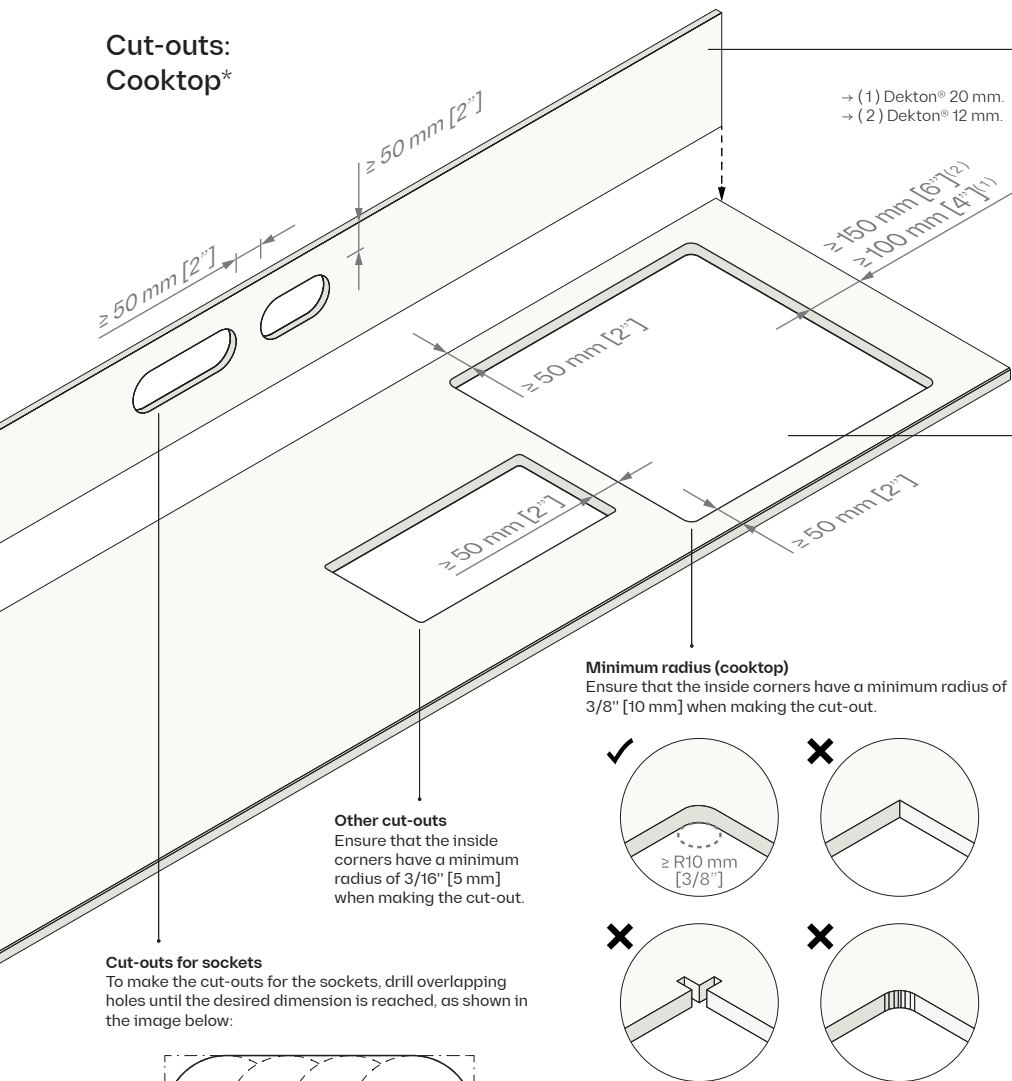 Cut-outs:
Cooktop*
→ (1) Dekton® 20 mm.
→ (2) Dekton® 12 mm.
≥ 50 mm [2”]
≥ 50 mm [2”]
≥ 150 mm [6”](2)
≥ 100 mm [4”](1)
≥ 50 mm [2”]
≥ 50 mm [2”]
≥ 50 mm [2”]
Minimum radius (cooktop)
Ensure that the inside corners have a minimum radius of
3/8" [10 mm] when making the cut-out.
≥ R10 mm
[3/8”]
Other cut-outs
Ensure that the inside
corners have a minimum
radius of 3/16" [5 mm]
when making the cut-out.
Cut-outs for sockets
To make the cut-outs for the sockets, drill overlapping
holes until the desired dimension is reached, as shown in
the image below: